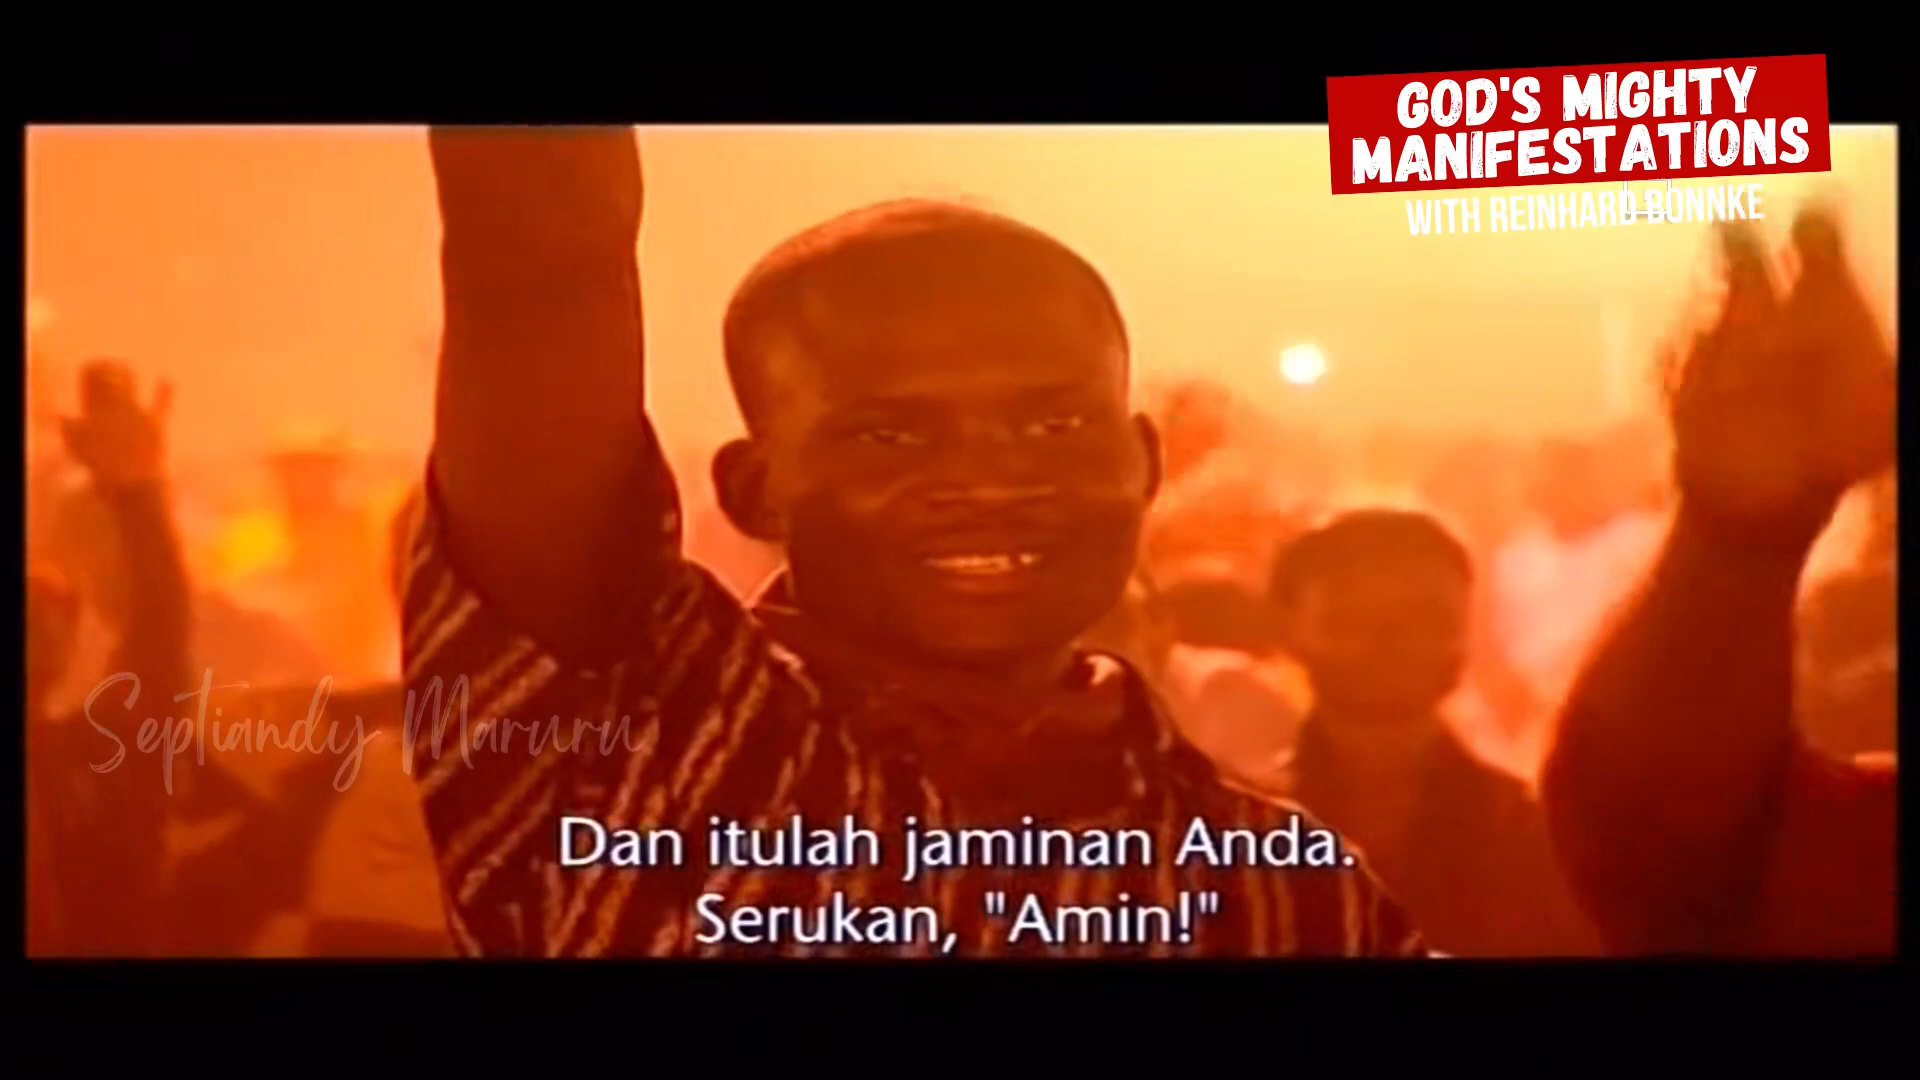 GOD'S MIGHTY
MANIFESTATIONS
WITH REINHARD BONNKE
Septiandy Maruru
Dan itulah jaminan Anda.
Serukan, "Amin!"